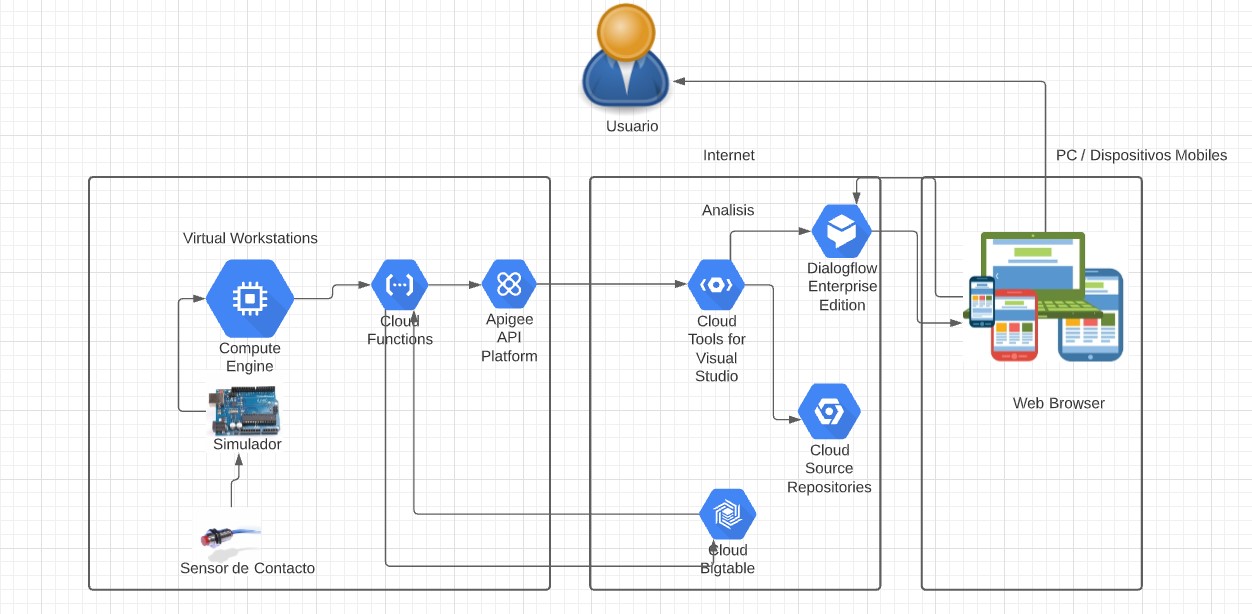 Usuario
Internet
PC / Dispositivos Mobiles
Virtual Workstations
Analisis
Compute
Engine
Cloud
Functions
Apigee
API
Platform
Cloud
Tools for
Visual
Studio
Dialogflow
Enterprise
Edition
Simulador
Cloud
Source
Repositories
Web Browser
Sensor de Contacto
Cloud
Bigtable